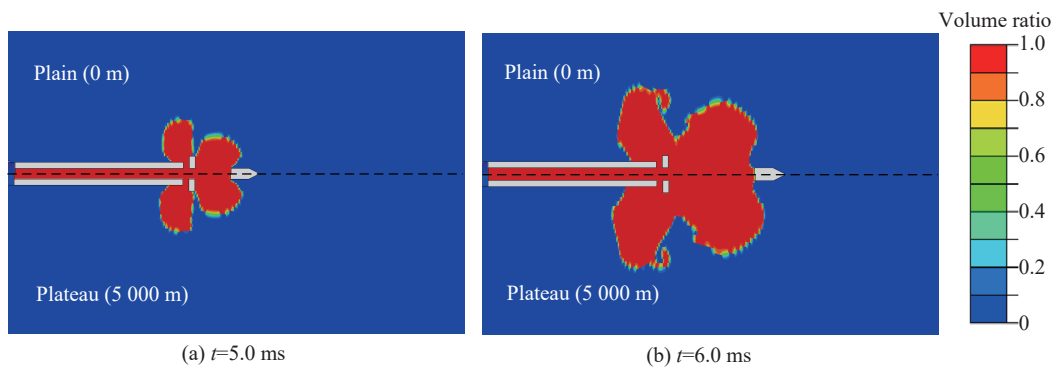 Volume ratio
Plain (0 m)
Plateau (5 000 m)
(a) t=5.0 ms
Plain (0 m)
Plateau (5 000 m)
(b) t=6.0 ms
1.0
0.8
0.6
0.4
0.2
0